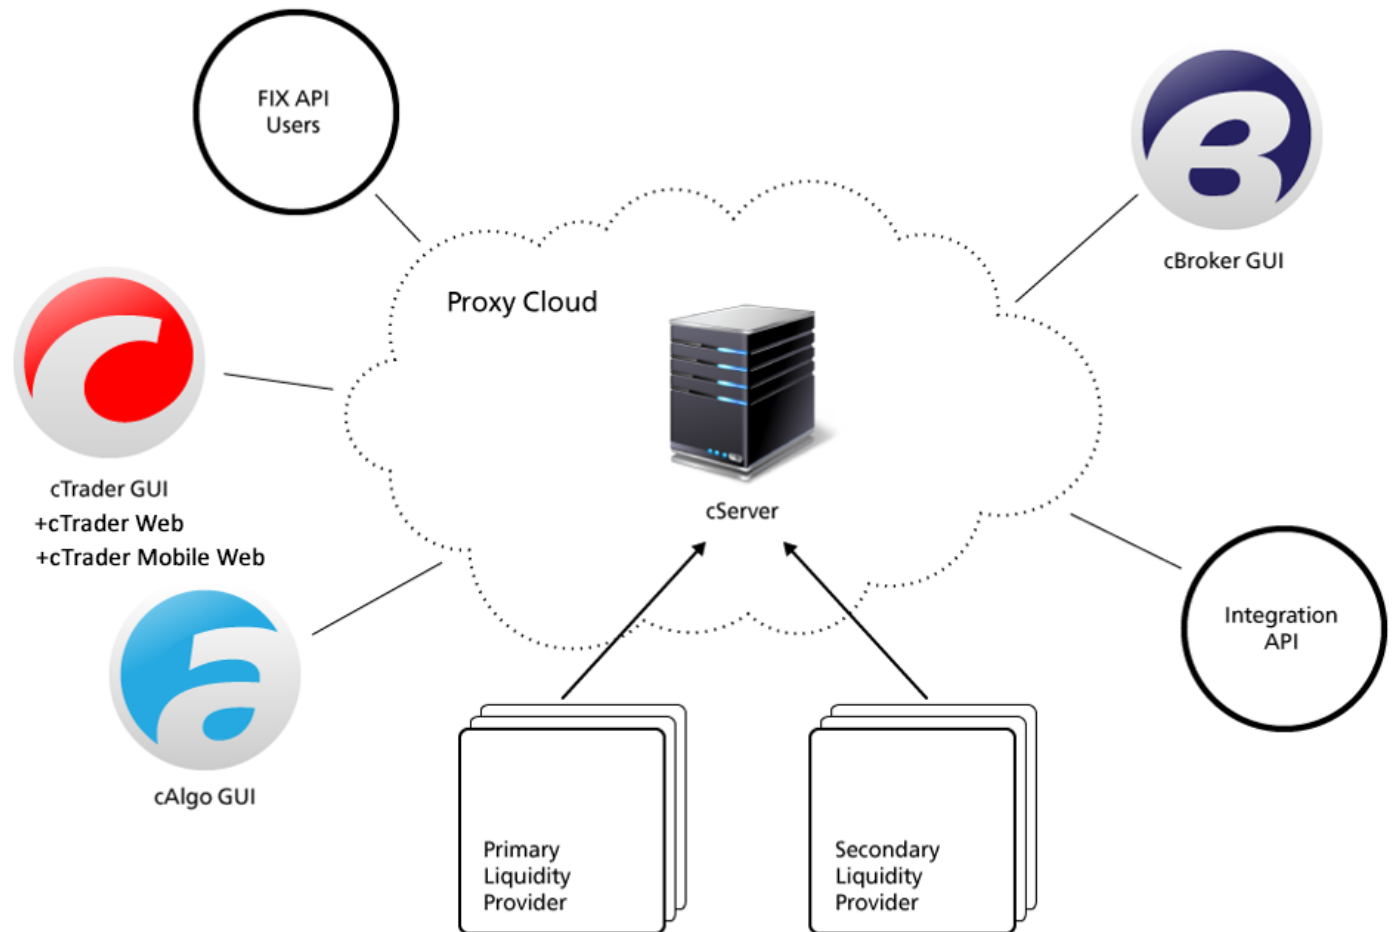 FIX API
Users
cBroker GUI
Proxy Cloud
cServer
cTrader GUI
+cTrader Web
+cTrader Mobile Web
cAlgo GUI
Integration
API
Primary
Liquidity
Provider
Secondary
Liquidity
Provider